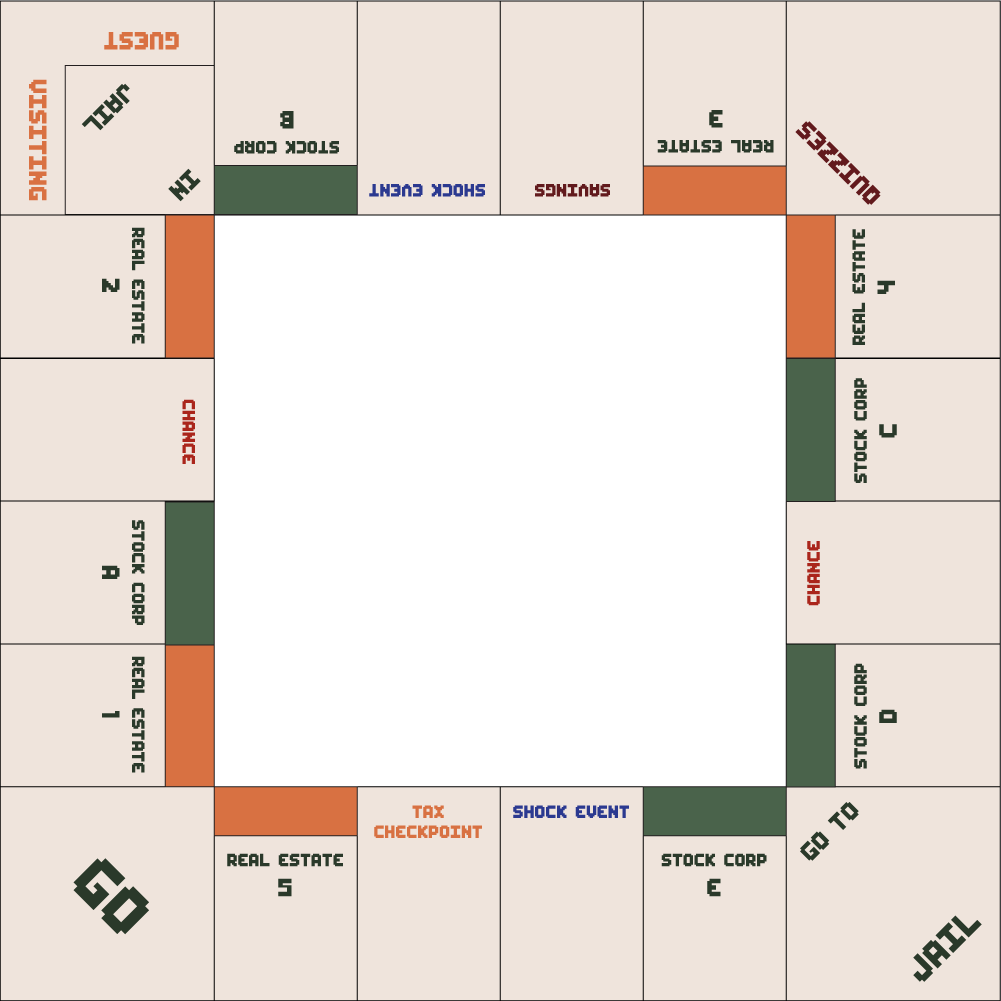 GUEST
VISITING
JAIL
IN
STOCK CORP
B
SHOCK EVENT
SAVINGS
REAL ESTATE
3
QUIZZES
REAL ESTATE
2
REAL ESTATE
4
CHANCE
STOCK CORP
C
STOCK CORP
A
CHANCE
REAL ESTATE
1
STOCK CORP
D
GO
REAL ESTATE
5
TAX
CHECKPOINT
SHOCK EVENT
STOCK CORP
3
GO TO
JAIL